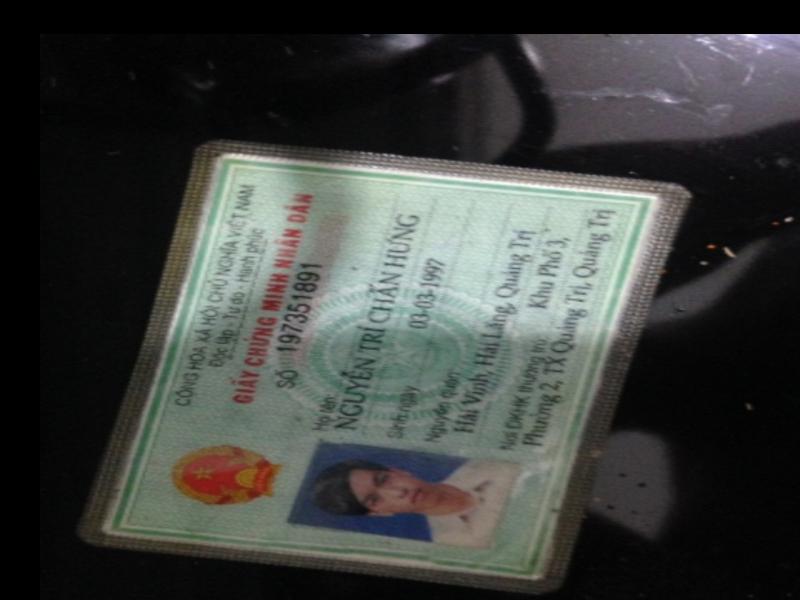 CỘNG HÒA XÃ HỘI CHỦ NGHĨA VIỆT NAM
Độc lập - Tự do - Hạnh phúc
GIẤY CHỨNG MINH NHÂN DÂN
SỐ 197351891
Họ tên:
NGUYỄN TRÍ CHẤN HƯNG
Sinh ngày 03-03-1997
Nguyên quán
Hải Vĩnh, Hải Lăng, Quảng Trị
Nơi ĐKHK thường trú Khu Phố 3,
Phường 2, TX Quảng Trị, Quảng Trị